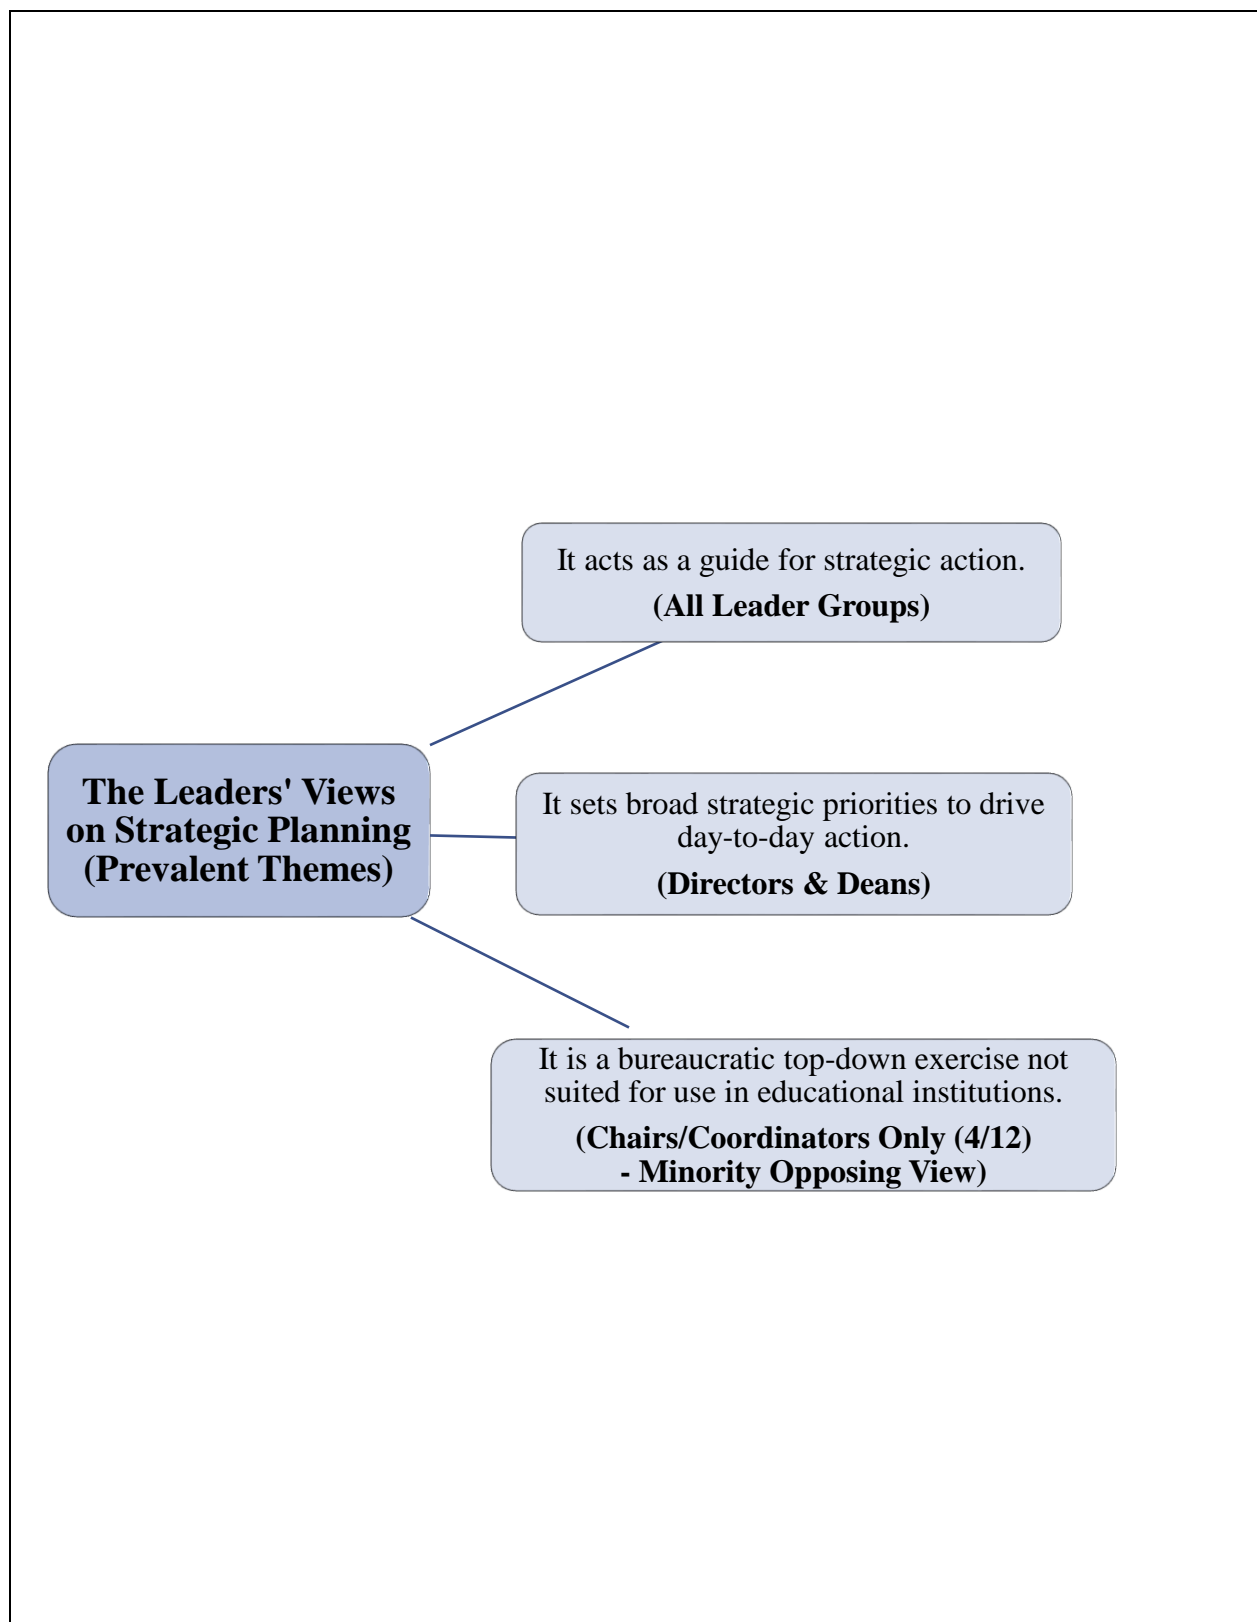 It acts as a guide for strategic action.
(All Leader Groups)
The Leaders' Views
on Strategic Planning
(Prevalent Themes)
It sets broad strategic priorities to drive
day-to-day action.
(Directors & Deans)
It is a bureaucratic top-down exercise not
suited for use in educational institutions.
(Chairs/Coordinators Only (4/12)
- Minority Opposing View)